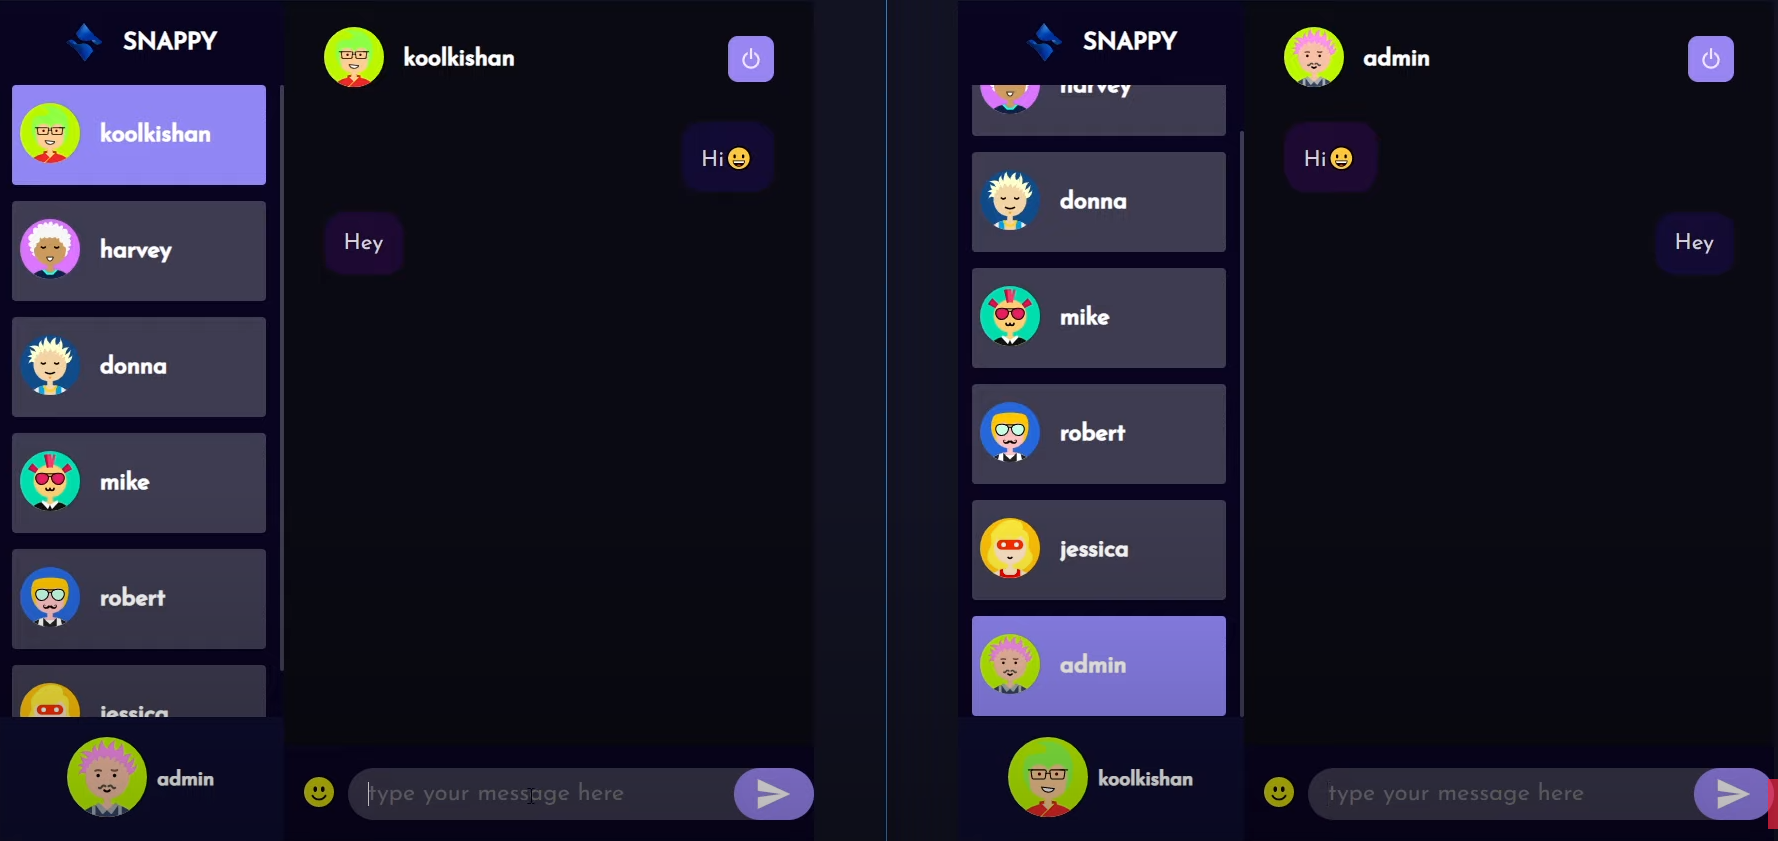 SNAPPY
koolkishan
harvey
donna
mike
robert
jessica
admin
koolkishan
Hi😀
Hey
type your message here
SNAPPY
harvey
donna
mike
robert
jessica
admin
koolkishan
admin
Hi😀
Hey
type your message here